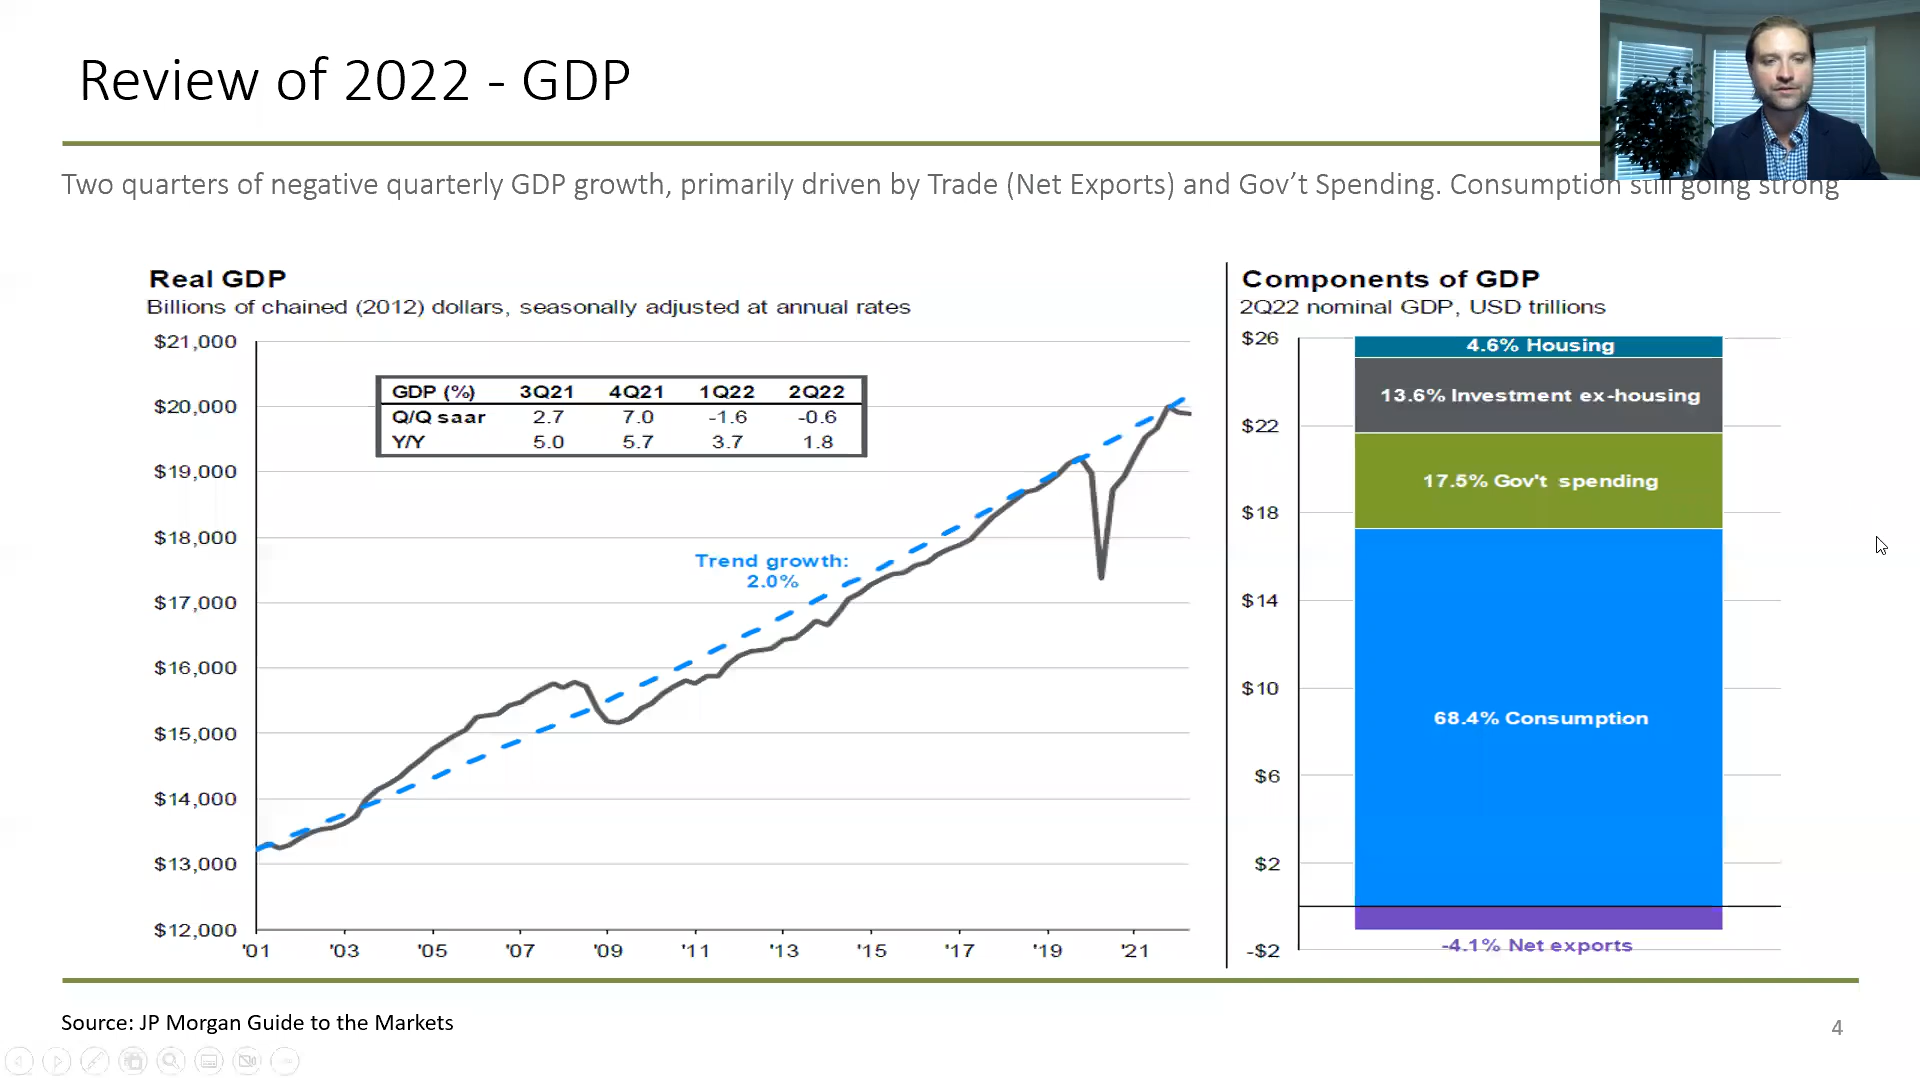 Review of 2022 - GDP
Two quarters of negative quarterly GDP growth, primarily driven by Trade (Net Exports) and Gov’t Spending. Consumption still going strong
Real GDP
Billions of chained (2012) dollars, seasonally adjusted at annual rates
$21,000
$20,000
$19,000
$18,000
$17,000
$16,000
$15,000
$14,000
$13,000
$12,000
GDP (%) 3Q21 4Q21 1Q22 2Q22
Q/Q saar 2.7 7.0 -1.6 -0.6
Y/Y 5.0 5.7 3.7 1.8
Trend growth:
2.0%
'01 '03 '05 '07 '09 '11 '13 '15 '17 '19 '21
Components of GDP
2Q22 nominal GDP, USD trillions
$26
$22
$18
$14
$10
$6
$2
-$2
4.6% Housing
13.6% Investment ex-housing
17.5% Gov't spending
68.4% Consumption
-4.1% Net exports
Source: JP Morgan Guide to the Markets
4